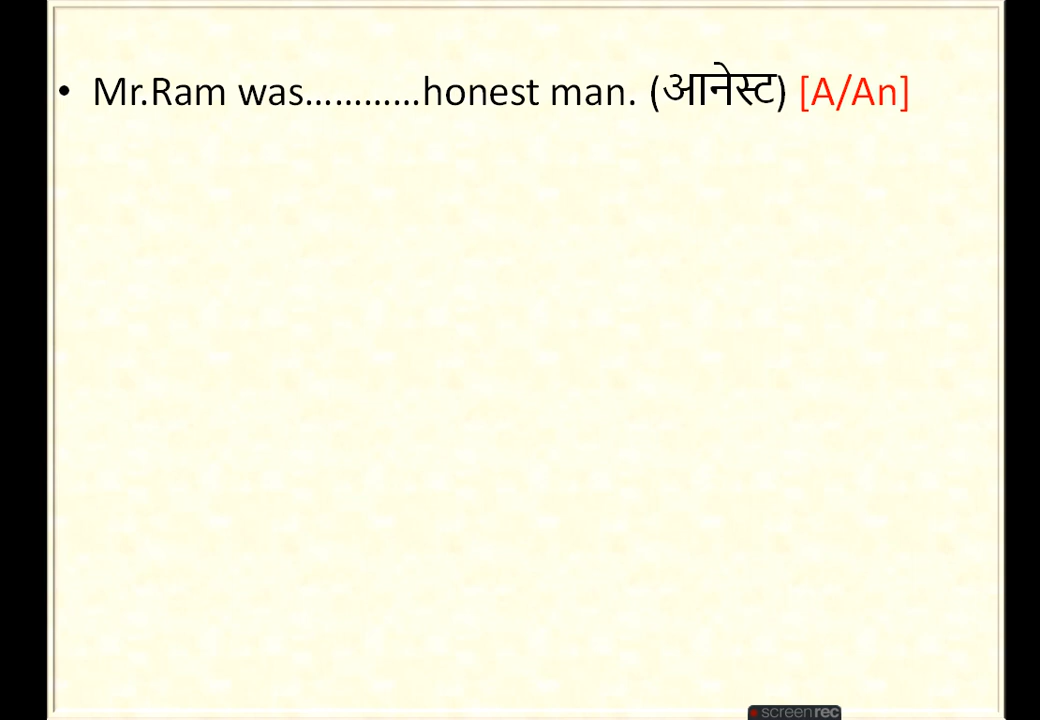 • Mr.Ram was…………honest man. (आनेस्ट) [A/An]
screenrec